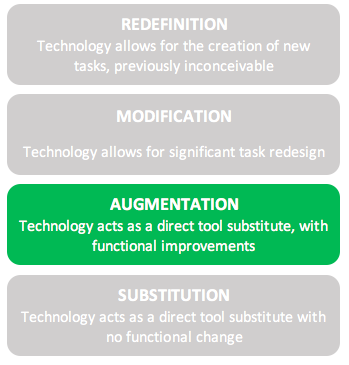 REDEFINITION
Technology allows for the creation of new
tasks, previously inconceivable
MODIFICATION
Technology allows for significant task redesign
AUGMENTATION
Technology acts as a direct tool substitute, with
functional improvements
SUBSTITUTION
Technology acts as a direct tool substitute with
no functional change